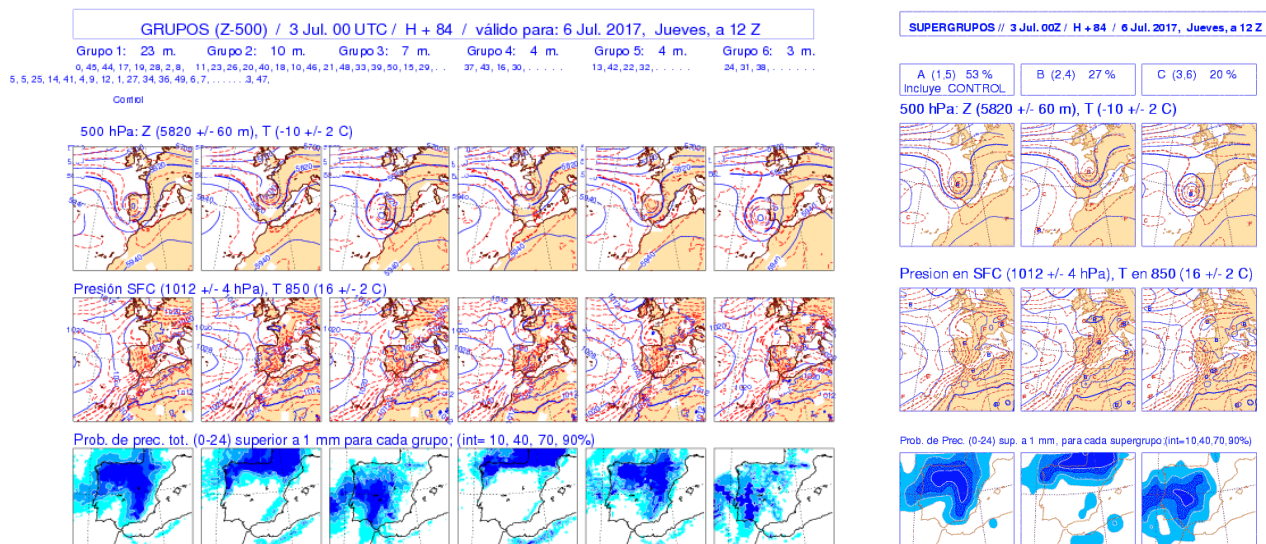 GRUPOS (Z-500) / 3 Jul. 00 UTC / H + 84 / válido para: 6 Jul. 2017, Jueves, a 12 Z
Grupo 1: 23 m. Grupo 2: 10 m. Grupo 3: 7 m. Grupo 4: 4 m. Grupo 5: 4 m. Grupo 6: 3 m.
0, 45, 44, 17, 19, 28, 2, 8, 11, 23, 26, 20, 40, 18, 10, 46, 21, 48, 33, 39, 50, 15, 29, . . 37, 43, 16, 30, . . . . . . 13, 42, 22, 32, . . . . . . 24, 31, 38, . . . . . .
5, 5, 25, 14, 41, 4, 9, 12, 1, 27, 34, 36, 49, 6, 7, . . . . . . 3, 47,
Control
500 hPa: Z (5820 +/- 60 m), T (-10 +/- 2 C)
Presión SFC (1012 +/- 4 hPa), T 850 (16 +/- 2 C)
Prob. de prec. tot. (0-24) superior a 1 mm para cada grupo; (int= 10, 40, 70, 90%)
SUPERGRUPOS // 3 Jul. 00Z / H + 84 / 6 Jul. 2017, Jueves, a 12 Z
A (1,5) 53 % B (2,4) 27 % C (3,6) 20 %
Incluye CONTROL
500 hPa: Z (5820 +/- 60 m), T (-10 +/- 2 C)
Presion en SFC (1012 +/- 4 hPa), T en 850 (16 +/- 2 C)
Prob. de Prec. (0-24) sup. a 1 mm, para cada supergrupo;(int=10,40,70,90%)